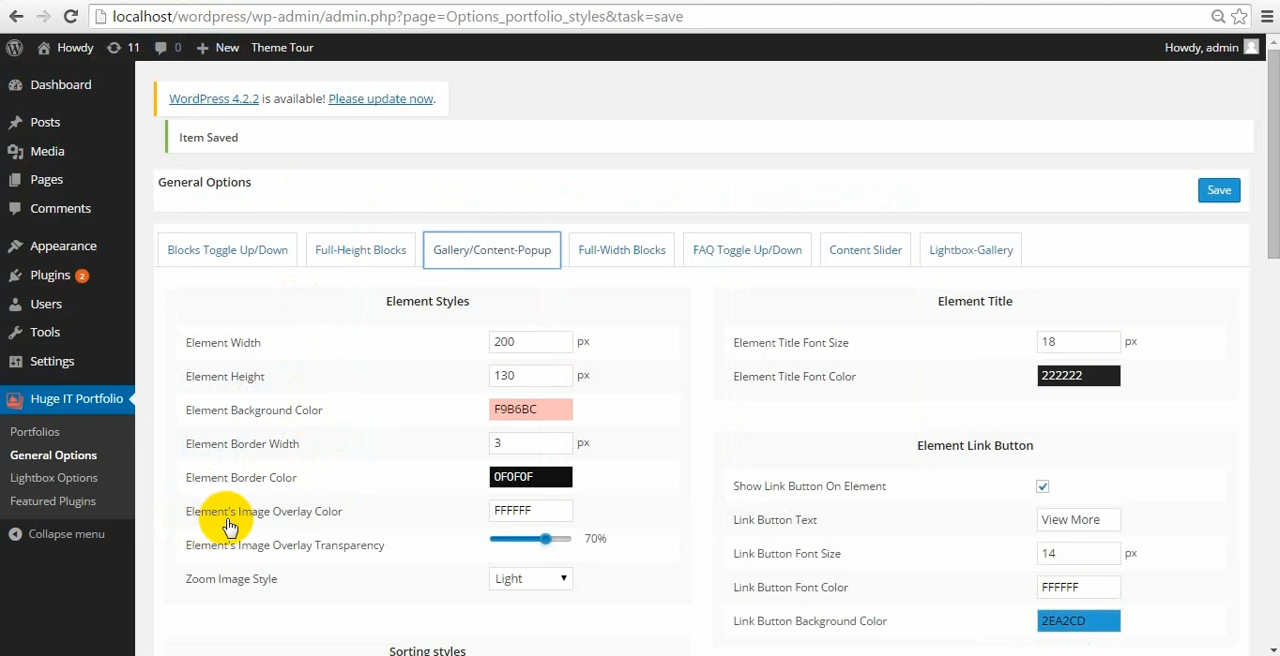 localhost/wordpress/wp-admin/admin.php?page=Options_portfolio_styles&task=save
Howdy 11 0 New Theme Tour Howdy, admin
Dashboard
Posts
Media
Pages
Comments
Appearance
Plugins 2
Users
Tools
Settings
Huge IT Portfolio
Portfolios
General Options
Lightbox Options
Featured Plugins
Collapse menu
WordPress 4.2.2 is available! Please update now.
Item Saved
General Options
Save
Blocks Toggle Up/Down Full-Height Blocks Gallery/Content-Popup Full-Width Blocks FAQ Toggle Up/Down Content Slider Lightbox-Gallery
Element Styles
Element Width 200 px
Element Height 130 px
Element Background Color F9B6BC
Element Border Width 3 px
Element Border Color 0F0F0F
Element's Image Overlay Color FFFFFF
Element's Image Overlay Transparency 70%
Zoom Image Style Light
Sorting styles
Element Title
Element Title Font Size 18 px
Element Title Font Color 222222
Element Link Button
Show Link Button On Element
Link Button Text View More
Link Button Font Size 14 px
Link Button Font Color FFFFFF
Link Button Background Color 2EA2CD